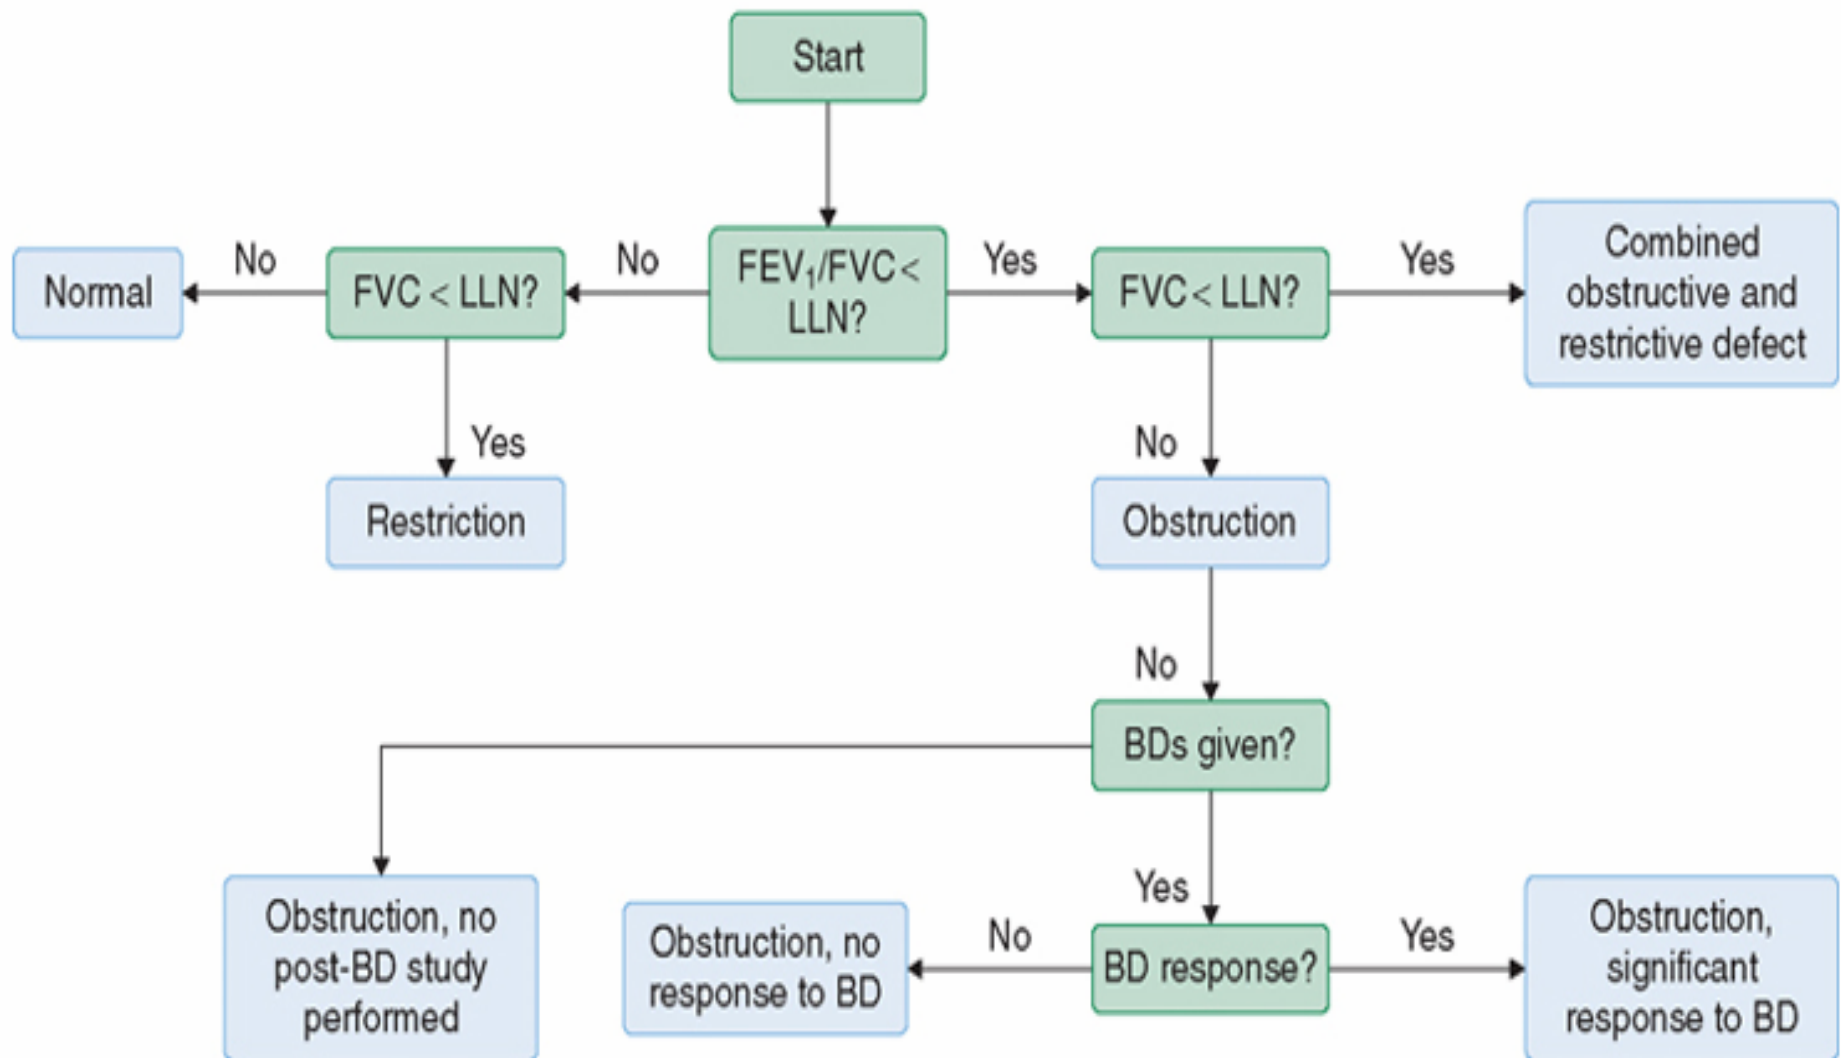 Start
Normal
No
FVC < LLN?
No
FEV₁/FVC <
LLN?
Yes
FVC < LLN?
Yes
Combined
obstructive and
restrictive defect
Yes
Restriction
No
Obstruction
No
BDs given?
Yes
Obstruction, no
post-BD study
performed
Obstruction, no
response to BD
No
BD response?
Yes
Obstruction,
significant
response to BD